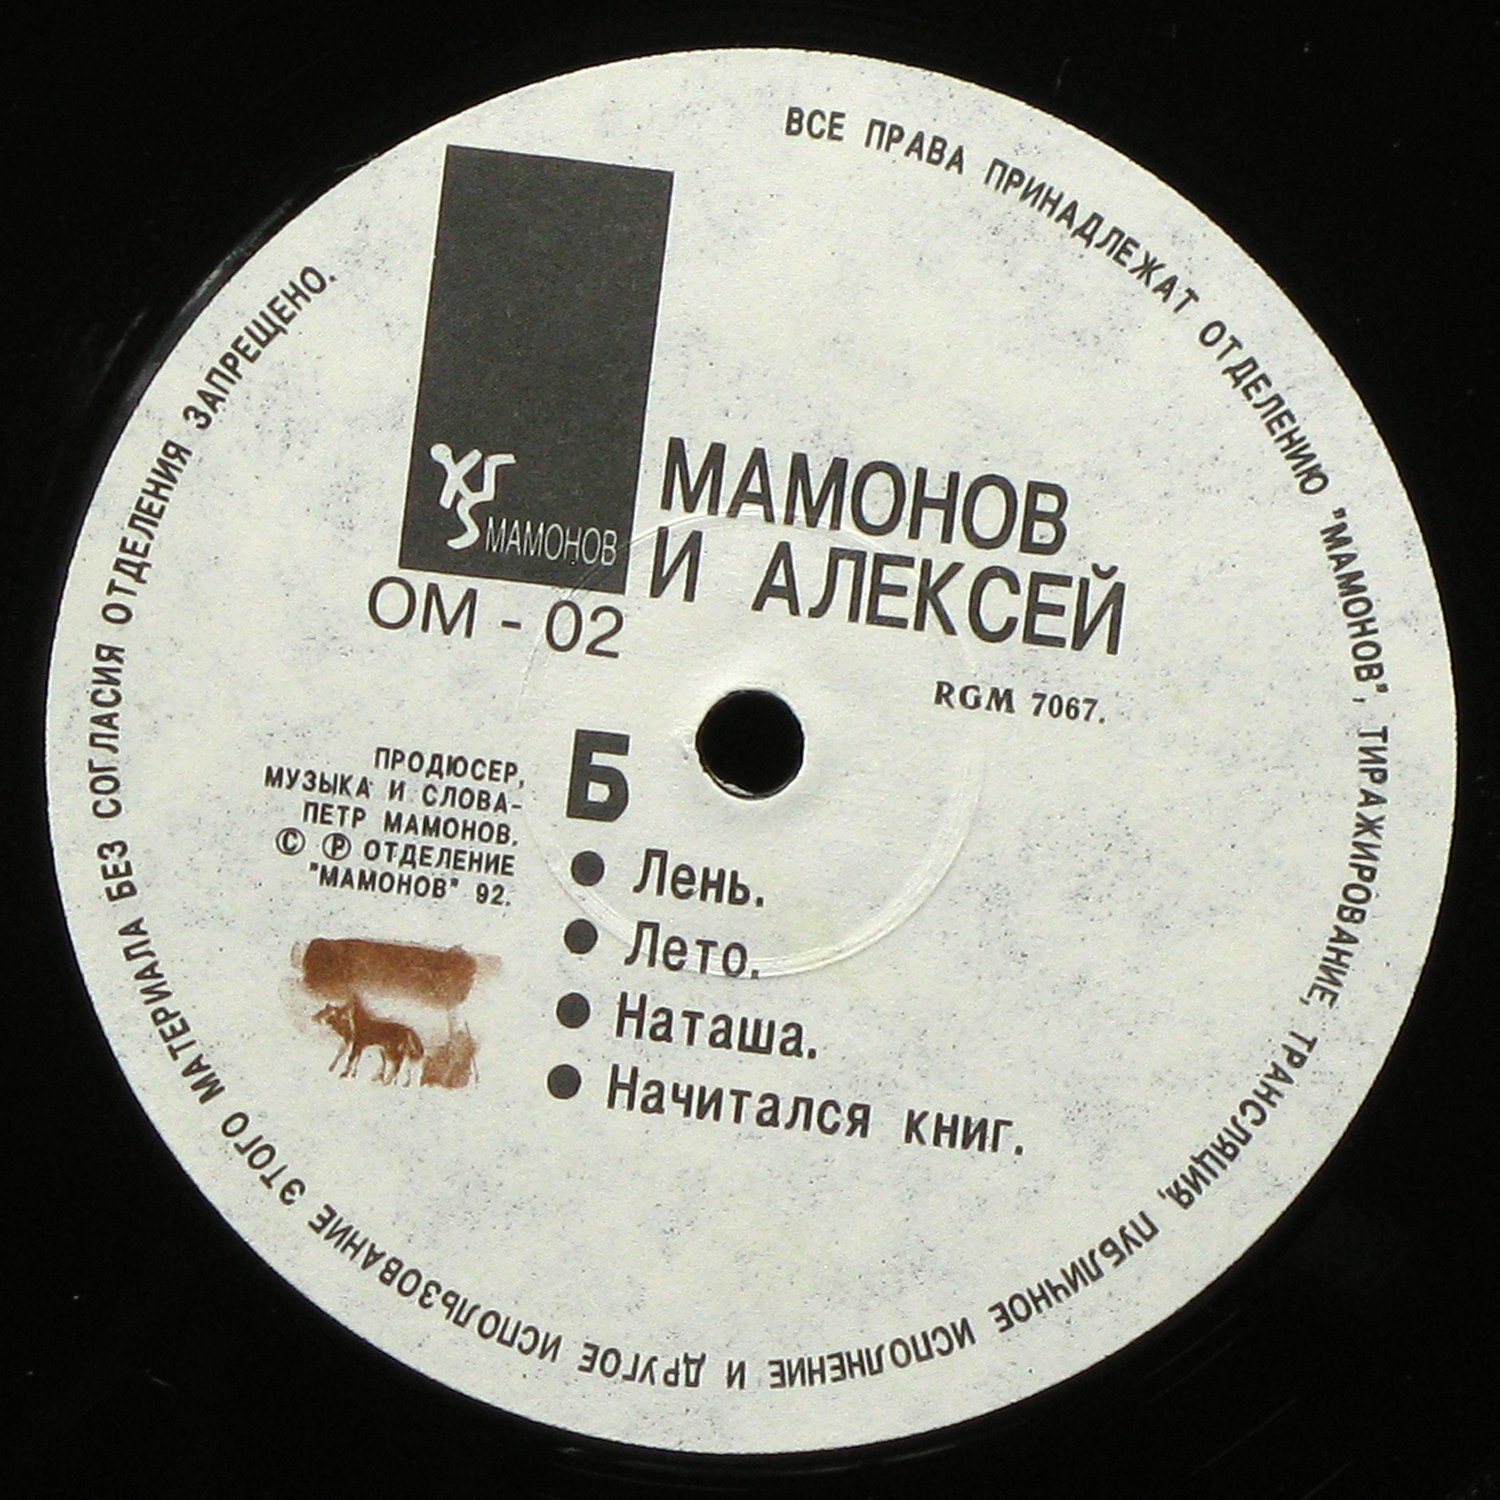 ВСЕ ПРАВА ПРИНАДЛЕЖАТ ОТДЕЛЕНИЮ "МАМОНОВ", ТИРАЖИРОВАНИЕ, ТРАНСЛЯЦИЯ, ПУБЛИЧНОЕ ИСПОЛНЕНИЕ И ДРУГОЕ ИСПОЛЬЗОВАНИЕ ЭТОГО МАТЕРИАЛА БЕЗ СОГЛАСИЯ ОТДЕЛЕНИЯ ЗАПРЕЩЕНО.
МАМОНОВ
ОМ - 02
МАМОНОВ
И АЛЕКСЕЙ
RGM 7067.
ПРОДЮСЕР,
МУЗЫКА И СЛОВА-
ПЕТР МАМОНОВ.
© ℗ ОТДЕЛЕНИЕ
"МАМОНОВ" 92.
Б
● Лень.
● Лето.
● Наташа.
● Начитался книг.